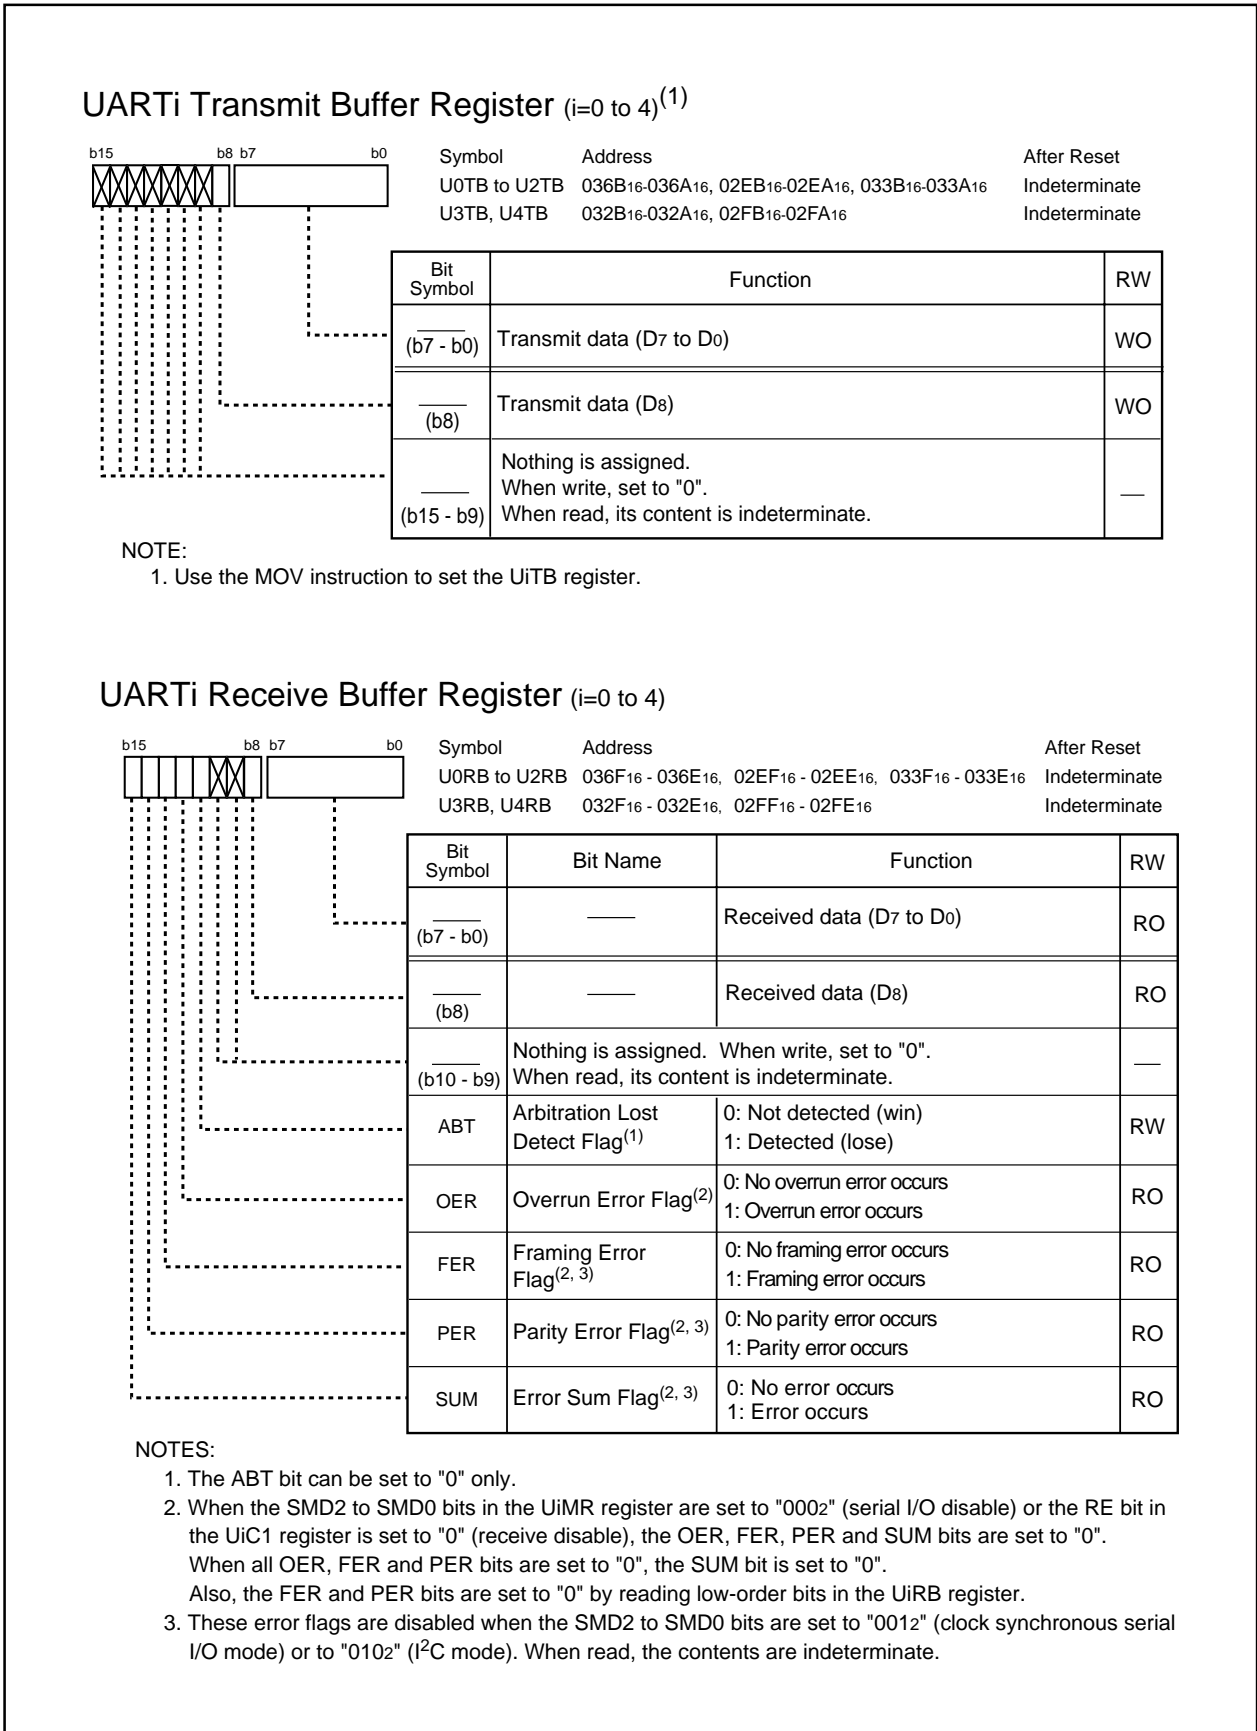 UARTi Transmit Buffer Register (i=0 to 4)(1)
b15 b8 b7 b0
Symbol Address After Reset
U0TB to U2TB 036B16-036A16, 02EB16-02EA16, 033B16-033A16 Indeterminate
U3TB, U4TB 032B16-032A16, 02FB16-02FA16 Indeterminate
Bit Symbol Function RW
(b7 - b0) Transmit data (D7 to D0) WO
(b8) Transmit data (D8) WO
Nothing is assigned.
When write, set to "0".
(b15 - b9) When read, its content is indeterminate. —
NOTE:
1. Use the MOV instruction to set the UiTB register.
UARTi Receive Buffer Register (i=0 to 4)
b15 b8 b7 b0
Symbol Address After Reset
U0RB to U2RB 036F16 - 036E16, 02EF16 - 02EE16, 033F16 - 033E16 Indeterminate
U3RB, U4RB 032F16 - 032E16, 02FF16 - 02FE16 Indeterminate
Bit Symbol Bit Name Function RW
(b7 - b0) — Received data (D7 to D0) RO
(b8) — Received data (D8) RO
Nothing is assigned. When write, set to "0".
(b10 - b9) When read, its content is indeterminate. —
ABT Arbitration Lost Detect Flag(1) 0: Not detected (win)
1: Detected (lose) RW
OER Overrun Error Flag(2) 0: No overrun error occurs
1: Overrun error occurs RO
FER Framing Error Flag(2, 3) 0: No framing error occurs
1: Framing error occurs RO
PER Parity Error Flag(2, 3) 0: No parity error occurs
1: Parity error occurs RO
SUM Error Sum Flag(2, 3) 0: No error occurs
1: Error occurs RO
NOTES:
1. The ABT bit can be set to "0" only.
2. When the SMD2 to SMD0 bits in the UiMR register are set to "0002" (serial I/O disable) or the RE bit in
the UiC1 register is set to "0" (receive disable), the OER, FER, PER and SUM bits are set to "0".
When all OER, FER and PER bits are set to "0", the SUM bit is set to "0".
Also, the FER and PER bits are set to "0" by reading low-order bits in the UiRB register.
3. These error flags are disabled when the SMD2 to SMD0 bits are set to "0012" (clock synchronous serial
I/O mode) or to "0102" (I2C mode). When read, the contents are indeterminate.